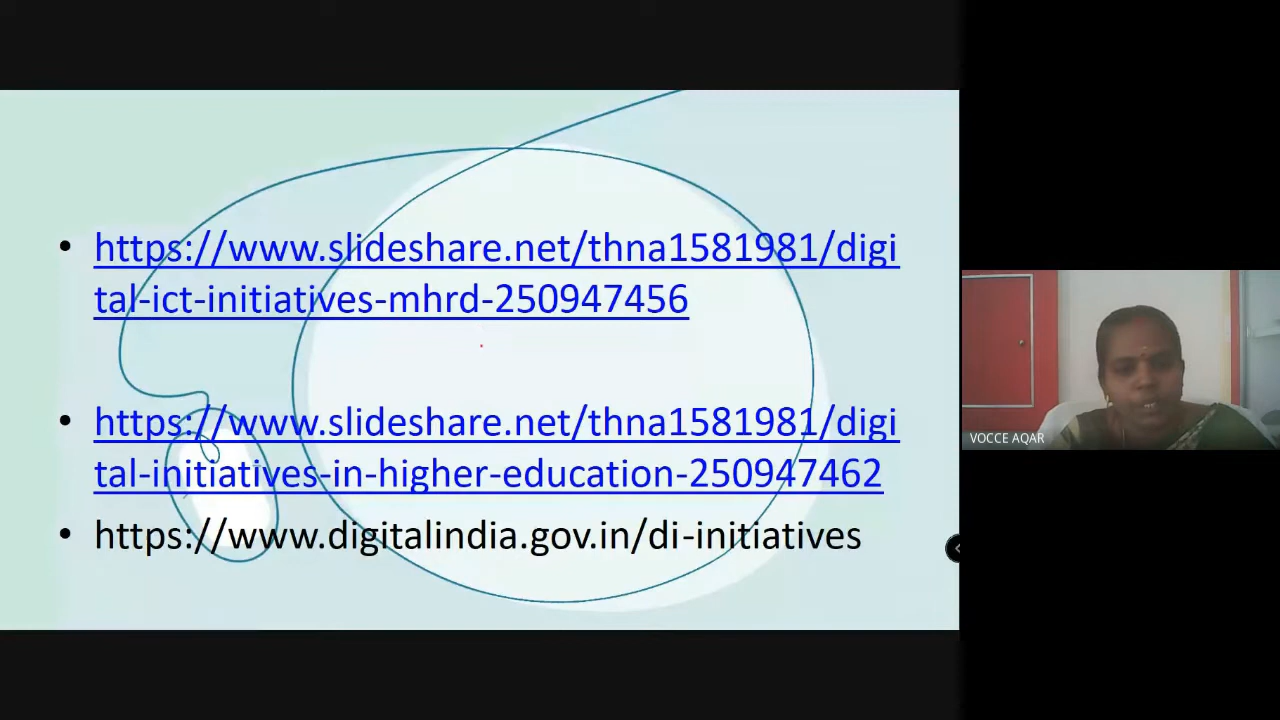 • https://www.slideshare.net/thna1581981/digi
tal-ict-initiatives-mhrd-250947456
• https://www.slideshare.net/thna1581981/digi
tal-initiatives-in-higher-education-250947462
• https://www.digitalindia.gov.in/di-initiatives
VOCCE AQAR